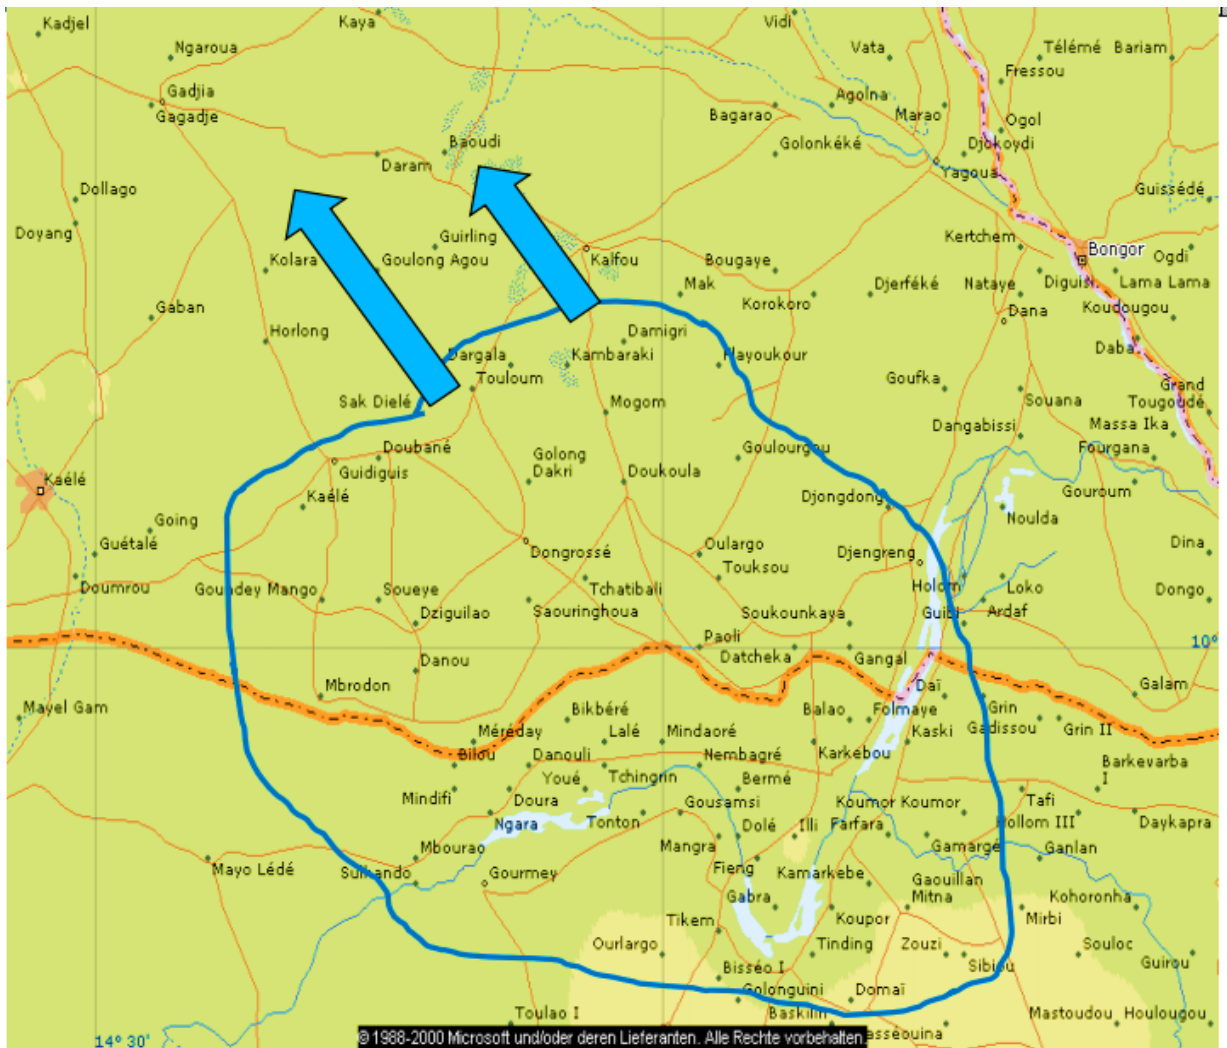 Kadjel
Kaya
Vidi
Ngaroua
Vata
Télémé
Bariam
Fressou
Gadjia
Gagadje
Agolna
Marao
Bagarao
Ogol
Baoudi
Daram
Golonkéké
Djokoydi
Yagoua
Dollago
Guissédé
Doyang
Guirling
Kertchem
Bongor
Ogdi
Kolara
Goulong Agou
Kalfou
Bougaye
Mak
Korokoro
Djerféké
Nataye
Diguisi
Lama Lama
Gaban
Dana
Koudougou
Horlong
Damigri
Daba
Dargala
Kambaraki
Touloum
Goufka
Grand
Tougoudé
Sak Dielé
Mogom
Souana
Dangabissi
Massa Ika
Doubané
Golong
Dakri
Goulourgou
Fourgana
Guidiguis
Doukoula
Kaélé
Kaélé
Djongdong
Gouroum
Going
Noulda
Guétalé
Dongrossé
Oulargo
Djengreng
Dina
Touksou
Doumrou
Goundey Mango
Soueye
Tchatibali
Holom
Loko
Dongo
Dziguilao
Saouringhoua
Soukounkaya
Guibi
Ardaf
Paoli
10°
Danou
Datcheka
Gangal
Mbrodon
Daï
Galam
Mayel Gam
Bikbéré
Balao
Folmaye
Grin
Gadissou
Grin II
Méréday
Lalé
Mindaoré
Kaski
Bilou
Danouli
Nembagré
Karkebou
Barkevarba
I
Youé
Tchingrin
Bermé
Mindifi
Doura
Gousamsi
Koumor
Koumor
Tafi
Ngara
Tonton
Dolé
Illi
Farfara
Hollom III
Daykapra
Mangra
Gamargé
Ganlan
Mbourao
Mayo Lédé
Gourmey
Fieng
Kamarkebe
Gaouillan
Gabra
Mitna
Kohoronha
Tikem
Koupor
Mirbi
Ourlargo
Tinding
Zouzi
Souloc
Bisséo I
Sibiou
Guirou
Golonguini
Domaï
Toulao I
Baskilin
Mastoudou
Houlougou
asseouina
14° 30'
© 1988-2000 Microsoft und/oder deren Lieferanten. Alle Rechte vorbehalten.